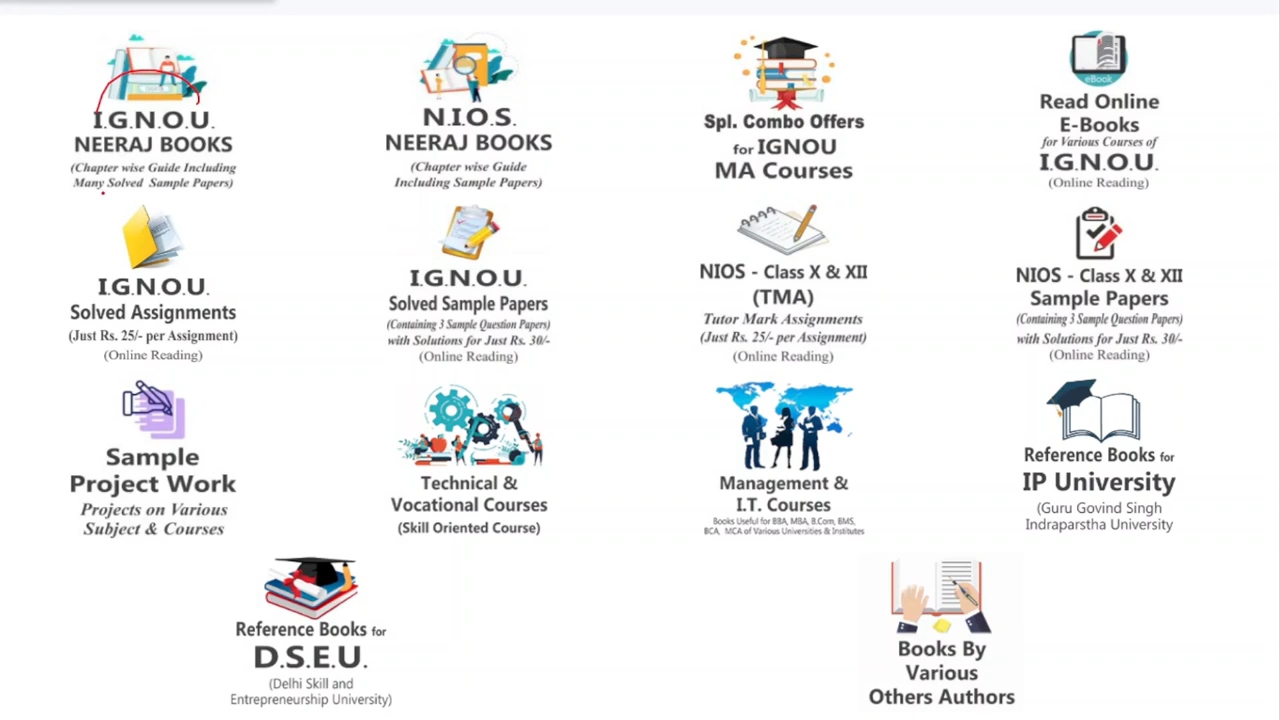 I.G.N.O.U.
NEERAJ BOOKS
(Chapter wise Guide Including
Many Solved Sample Papers)
N.I.O.S.
NEERAJ BOOKS
(Chapter wise Guide
Including Sample Papers)
Spl. Combo Offers
for IGNOU
MA Courses
eBook
Read Online
E-Books
for Various Courses of
I.G.N.O.U.
(Online Reading)
I.G.N.O.U.
Solved Assignments
(Just Rs. 25/- per Assignment)
(Online Reading)
I.G.N.O.U.
Solved Sample Papers
(Containing 3 Sample Question Papers)
with Solutions for Just Rs. 30/-
(Online Reading)
NIOS - Class X & XII
(TMA)
Tutor Mark Assignments
(Just Rs. 25/- per Assignment)
(Online Reading)
NIOS - Class X & XII
Sample Papers
(Containing 3 Sample Question Papers)
with Solutions for Just Rs. 30/-
(Online Reading)
Sample
Project Work
Projects on Various
Subject & Courses
Technical &
Vocational Courses
(Skill Oriented Course)
Management &
I.T. Courses
Books Useful for BBA, MBA, B.Com, BMS,
BCA, MCA of Various Universities & Institutes
Reference Books for
IP University
(Guru Govind Singh
Indraparstha University
Reference Books for
D.S.E.U.
(Delhi Skill and
Entrepreneurship University)
Books By
Various
Others Authors